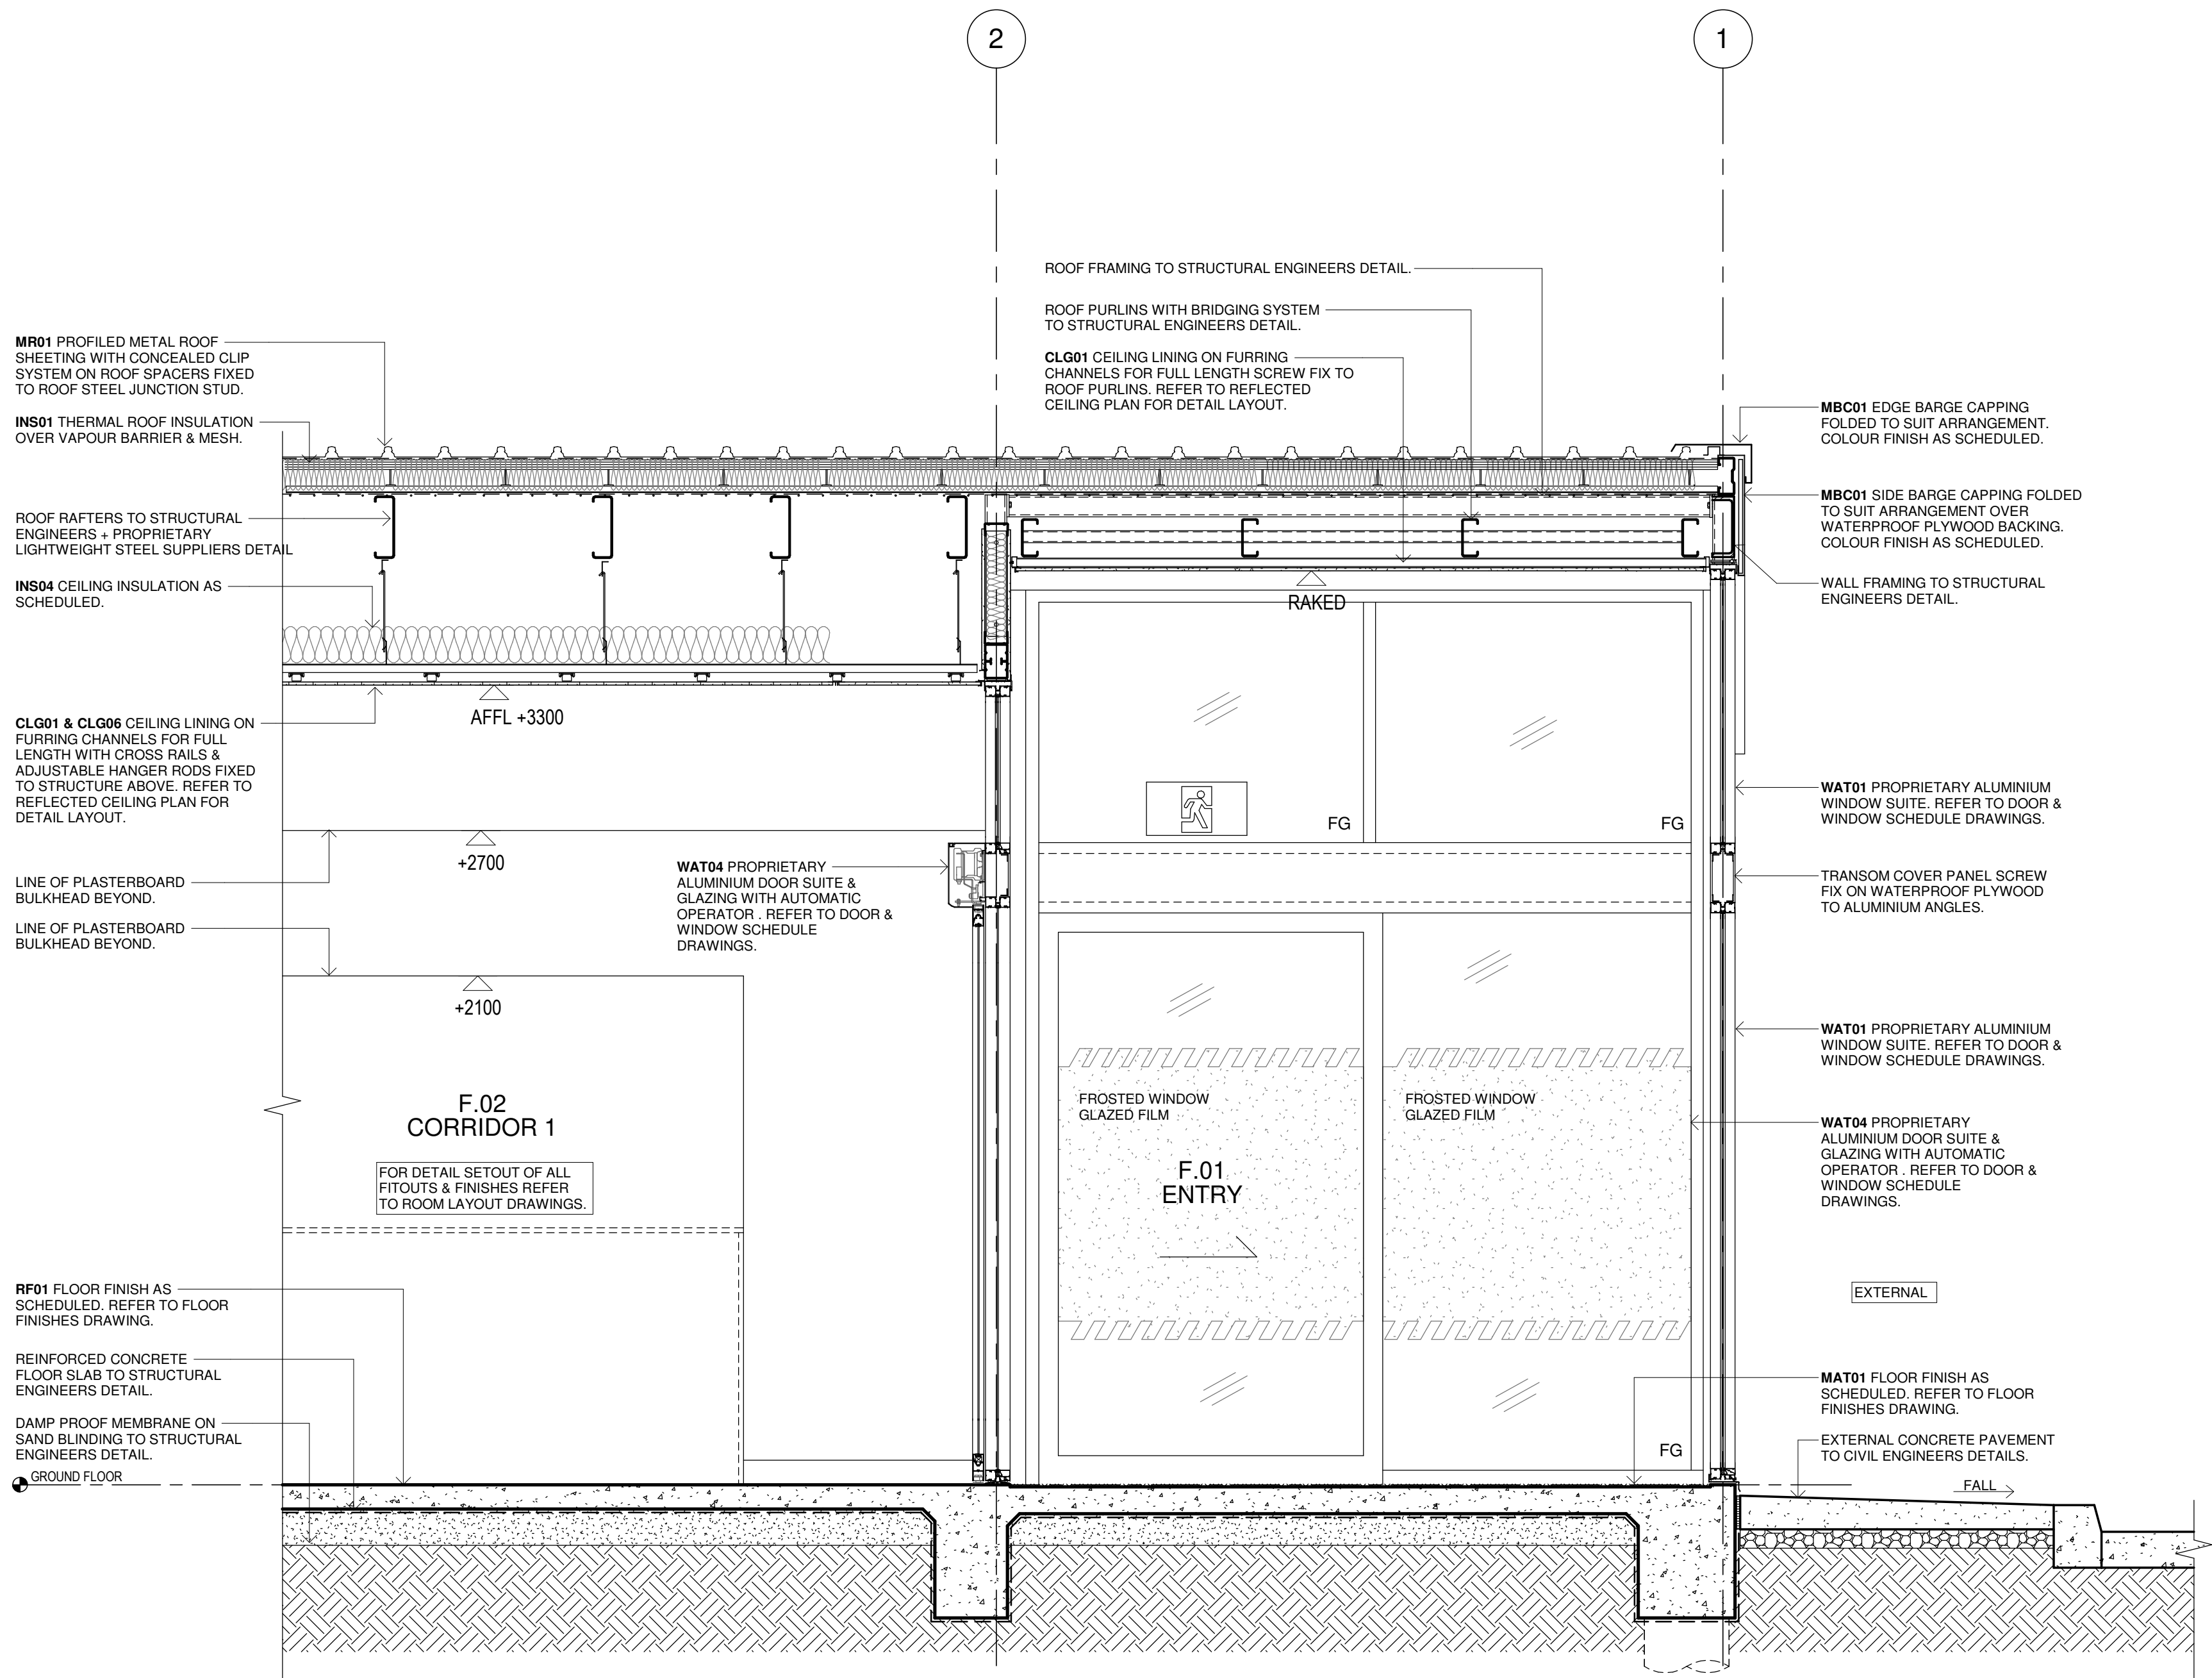 2
1
ROOF FRAMING TO STRUCTURAL ENGINEERS DETAIL.
ROOF PURLINS WITH BRIDGING SYSTEM
TO STRUCTURAL ENGINEERS DETAIL.
CLG01 CEILING LINING ON FURRING
CHANNELS FOR FULL LENGTH SCREW FIX TO
ROOF PURLINS. REFER TO REFLECTED
CEILING PLAN FOR DETAIL LAYOUT.
MR01 PROFILED METAL ROOF
SHEETING WITH CONCEALED CLIP
SYSTEM ON ROOF SPACERS FIXED
TO ROOF STEEL JUNCTION STUD.
INS01 THERMAL ROOF INSULATION
OVER VAPOUR BARRIER & MESH.
ROOF RAFTERS TO STRUCTURAL
ENGINEERS + PROPRIETARY
LIGHTWEIGHT STEEL SUPPLIERS DETAIL
INS04 CEILING INSULATION AS
SCHEDULED.
CLG01 & CLG06 CEILING LINING ON
FURRING CHANNELS FOR FULL
LENGTH WITH CROSS RAILS &
ADJUSTABLE HANGER RODS FIXED
TO STRUCTURE ABOVE. REFER TO
REFLECTED CEILING PLAN FOR
DETAIL LAYOUT.
LINE OF PLASTERBOARD
BULKHEAD BEYOND.
LINE OF PLASTERBOARD
BULKHEAD BEYOND.
RF01 FLOOR FINISH AS
SCHEDULED. REFER TO FLOOR
FINISHES DRAWING.
REINFORCED CONCRETE
FLOOR SLAB TO STRUCTURAL
ENGINEERS DETAIL.
DAMP PROOF MEMBRANE ON
SAND BLINDING TO STRUCTURAL
ENGINEERS DETAIL.
GROUND FLOOR
AFFL +3300
+2700
+2100
F.02
CORRIDOR 1
FOR DETAIL SETOUT OF ALL
FITOUTS & FINISHES REFER
TO ROOM LAYOUT DRAWINGS.
WAT04 PROPRIETARY
ALUMINIUM DOOR SUITE &
GLAZING WITH AUTOMATIC
OPERATOR . REFER TO DOOR &
WINDOW SCHEDULE
DRAWINGS.
RAKED
FG
FG
FROSTED WINDOW
GLAZED FILM
FROSTED WINDOW
GLAZED FILM
F.01
ENTRY
FG
MBC01 EDGE BARGE CAPPING
FOLDED TO SUIT ARRANGEMENT.
COLOUR FINISH AS SCHEDULED.
MBC01 SIDE BARGE CAPPING FOLDED
TO SUIT ARRANGEMENT OVER
WATERPROOF PLYWOOD BACKING.
COLOUR FINISH AS SCHEDULED.
WALL FRAMING TO STRUCTURAL
ENGINEERS DETAIL.
WAT01 PROPRIETARY ALUMINIUM
WINDOW SUITE. REFER TO DOOR &
WINDOW SCHEDULE DRAWINGS.
TRANSOM COVER PANEL SCREW
FIX ON WATERPROOF PLYWOOD
TO ALUMINIUM ANGLES.
WAT01 PROPRIETARY ALUMINIUM
WINDOW SUITE. REFER TO DOOR &
WINDOW SCHEDULE DRAWINGS.
WAT04 PROPRIETARY
ALUMINIUM DOOR SUITE &
GLAZING WITH AUTOMATIC
OPERATOR . REFER TO DOOR &
WINDOW SCHEDULE
DRAWINGS.
EXTERNAL
MAT01 FLOOR FINISH AS
SCHEDULED. REFER TO FLOOR
FINISHES DRAWING.
EXTERNAL CONCRETE PAVEMENT
TO CIVIL ENGINEERS DETAILS.
FALL